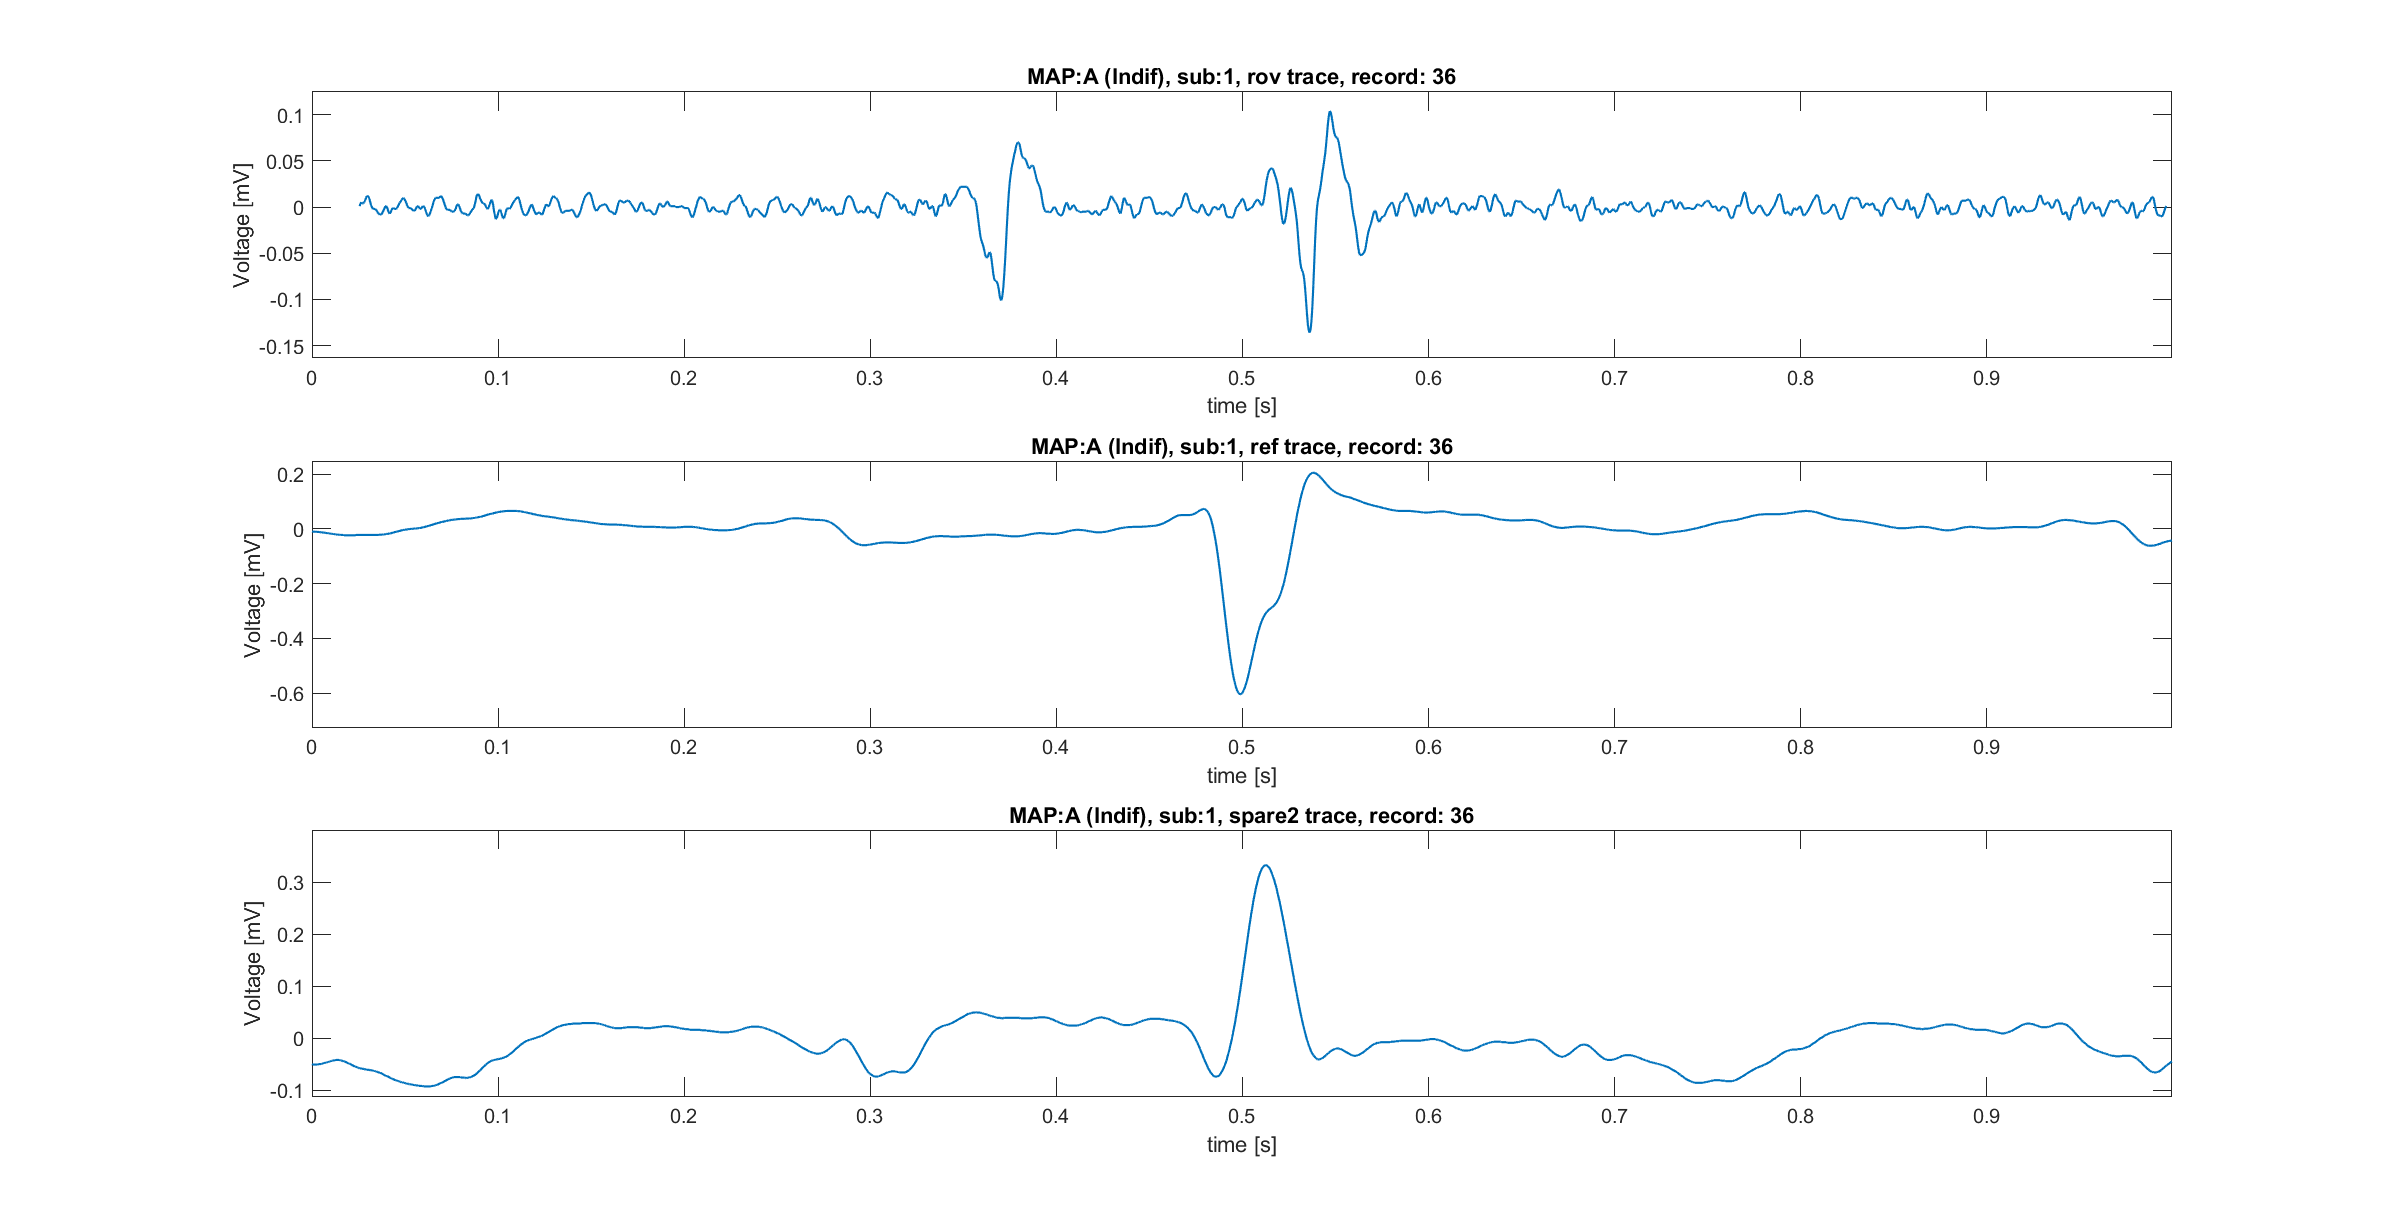 MAP:A (Indif), sub:1, rov trace, record: 36
Voltage [mV]
0.1
0.05
0
-0.05
-0.1
-0.15
0 0.1 0.2 0.3 0.4 0.5 0.6 0.7 0.8 0.9
time [s]
MAP:A (Indif), sub:1, ref trace, record: 36
Voltage [mV]
0.2
0
-0.2
-0.4
-0.6
0 0.1 0.2 0.3 0.4 0.5 0.6 0.7 0.8 0.9
time [s]
MAP:A (Indif), sub:1, spare2 trace, record: 36
Voltage [mV]
0.3
0.2
0.1
0
-0.1
0 0.1 0.2 0.3 0.4 0.5 0.6 0.7 0.8 0.9
time [s]